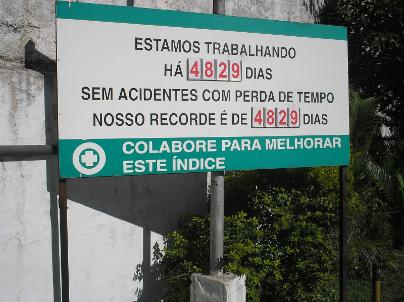 ESTAMOS TRABALHANDO
HÁ 4829 DIAS
SEM ACIDENTES COM PERDA DE TEMPO
NOSSO RECORDE É DE 4829 DIAS
COLABORE PARA MELHORAR
ESTE ÍNDICE